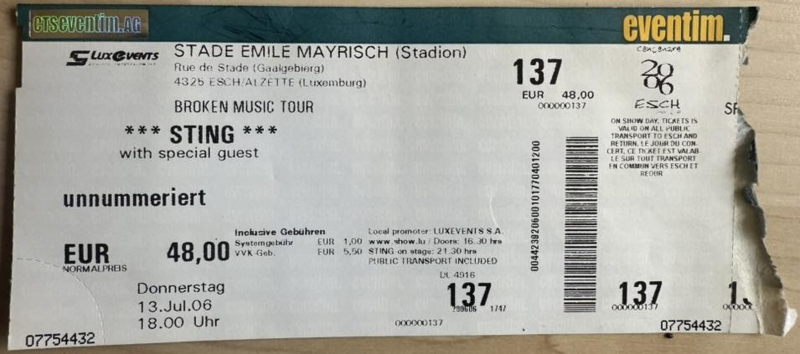 ctseventim.AG
eventim.
LUXEVENTS
STADE EMILE MAYRISCH (Stadion)
Rue de Stade (Gaalgebierg)
4325 ESCH/ALZETTE (Luxemburg)
BROKEN MUSIC TOUR
*** STING ***
with special guest
unnummeriert
EUR 48,00
NORMALPREIS
Inclusive Gebühren
Systemgebühr EUR 1,00
VVK-Geb. EUR 5,50
Local promoter: LUXEVENTS S.A.
www.show.lu / Doors: 16.30 hrs
STING on stage: 21.30 hrs
PUBLIC TRANSPORT INCLUDED
Donnerstag
13.Jul.06
18.00 Uhr
07754432
137
EUR 48,00
000000137
4916
137
1747
000000137
2006
ESCH
ON SHOW DAY, TICKETS IS
VALID ON ALL PUBLIC
TRANSPORT TO ESCH AND
RETURN. LE JOUR DU CON-
CERT, CE TICKET EST VALAB-
LE SUR TOUT TRANSPORT
EN COMMUN VERS ESCH ET
REOUR
137
000000137
07754432